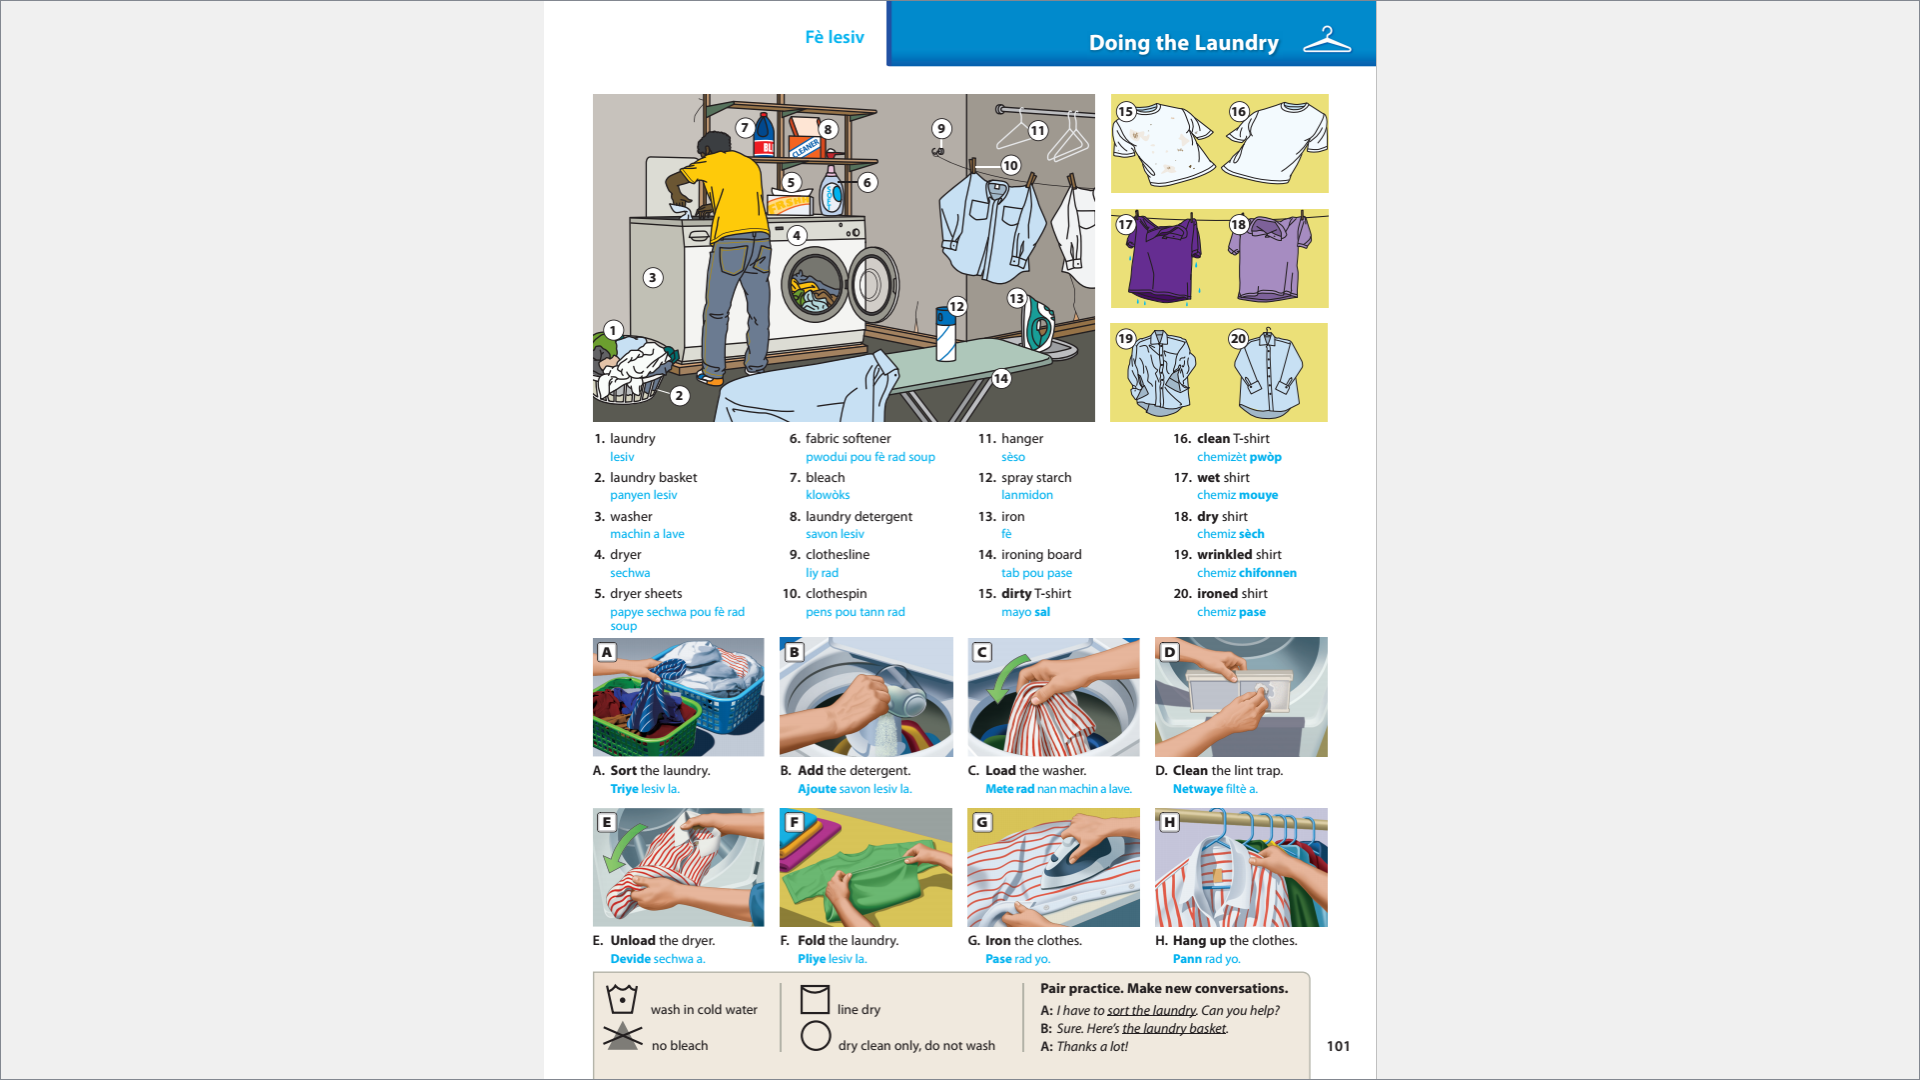 Fè lesiv
Doing the Laundry
7
8
9
11
BL
CLEANER
10
5
6
4
3
12
13
1
14
2
15
16
17
18
19
20
1. laundry
lesiv
2. laundry basket
panyen lesiv
3. washer
machin a lave
4. dryer
sechwa
5. dryer sheets
papye sechwa pou fè rad
soup
6. fabric softener
pwodui pou fè rad soup
7. bleach
klowòks
8. laundry detergent
savon lesiv
9. clothesline
liy rad
10. clothespin
pens pou tann rad
11. hanger
sèso
12. spray starch
lanmidon
13. iron
fè
14. ironing board
tab pou pase
15. dirty T-shirt
mayo sal
16. clean T-shirt
chemizèt pwòp
17. wet shirt
chemiz mouye
18. dry shirt
chemiz sèch
19. wrinkled shirt
chemiz chifonnen
20. ironed shirt
chemiz pase
A
B
C
D
A. Sort the laundry.
Triye lesiv la.
B. Add the detergent.
Ajoute savon lesiv la.
C. Load the washer.
Mete rad nan machin a lave.
D. Clean the lint trap.
Netwaye filtè a.
E
F
G
H
E. Unload the dryer.
Devide sechwa a.
F. Fold the laundry.
Pliye lesiv la.
G. Iron the clothes.
Pase rad yo.
H. Hang up the clothes.
Pann rad yo.
wash in cold water
no bleach
line dry
dry clean only, do not wash
Pair practice. Make new conversations.
A: I have to sort the laundry. Can you help?
B: Sure. Here's the laundry basket.
A: Thanks a lot!
101